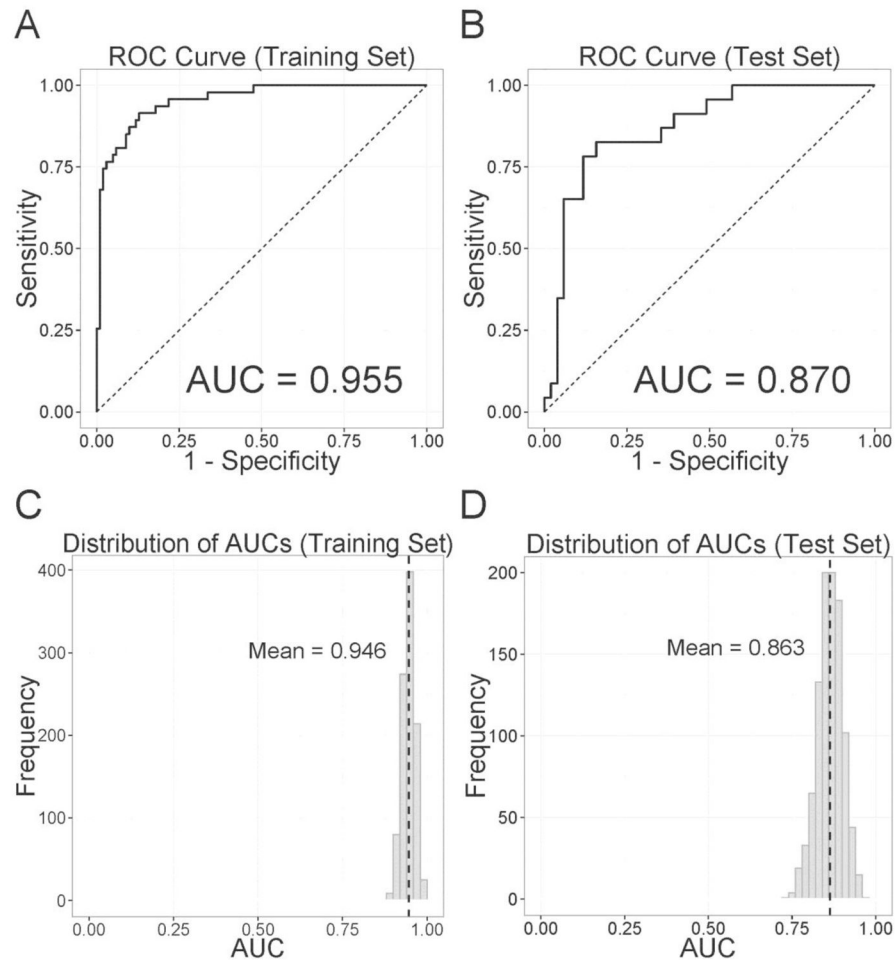 A
ROC Curve (Training Set)
1.00
0.75
0.50
0.25
0.00
Sensitivity
AUC = 0.955
0.00 0.25 0.50 0.75 1.00
1 - Specificity
B
ROC Curve (Test Set)
1.00
0.75
0.50
0.25
0.00
Sensitivity
AUC = 0.870
0.00 0.25 0.50 0.75 1.00
1 - Specificity
C
Distribution of AUCs (Training Set)
400
300
200
100
0
Frequency
Mean = 0.946
0.00 0.25 0.50 0.75 1.00
AUC
D
Distribution of AUCs (Test Set)
200
150
100
50
0
Frequency
Mean = 0.863
0.00 0.25 0.50 0.75 1.00
AUC